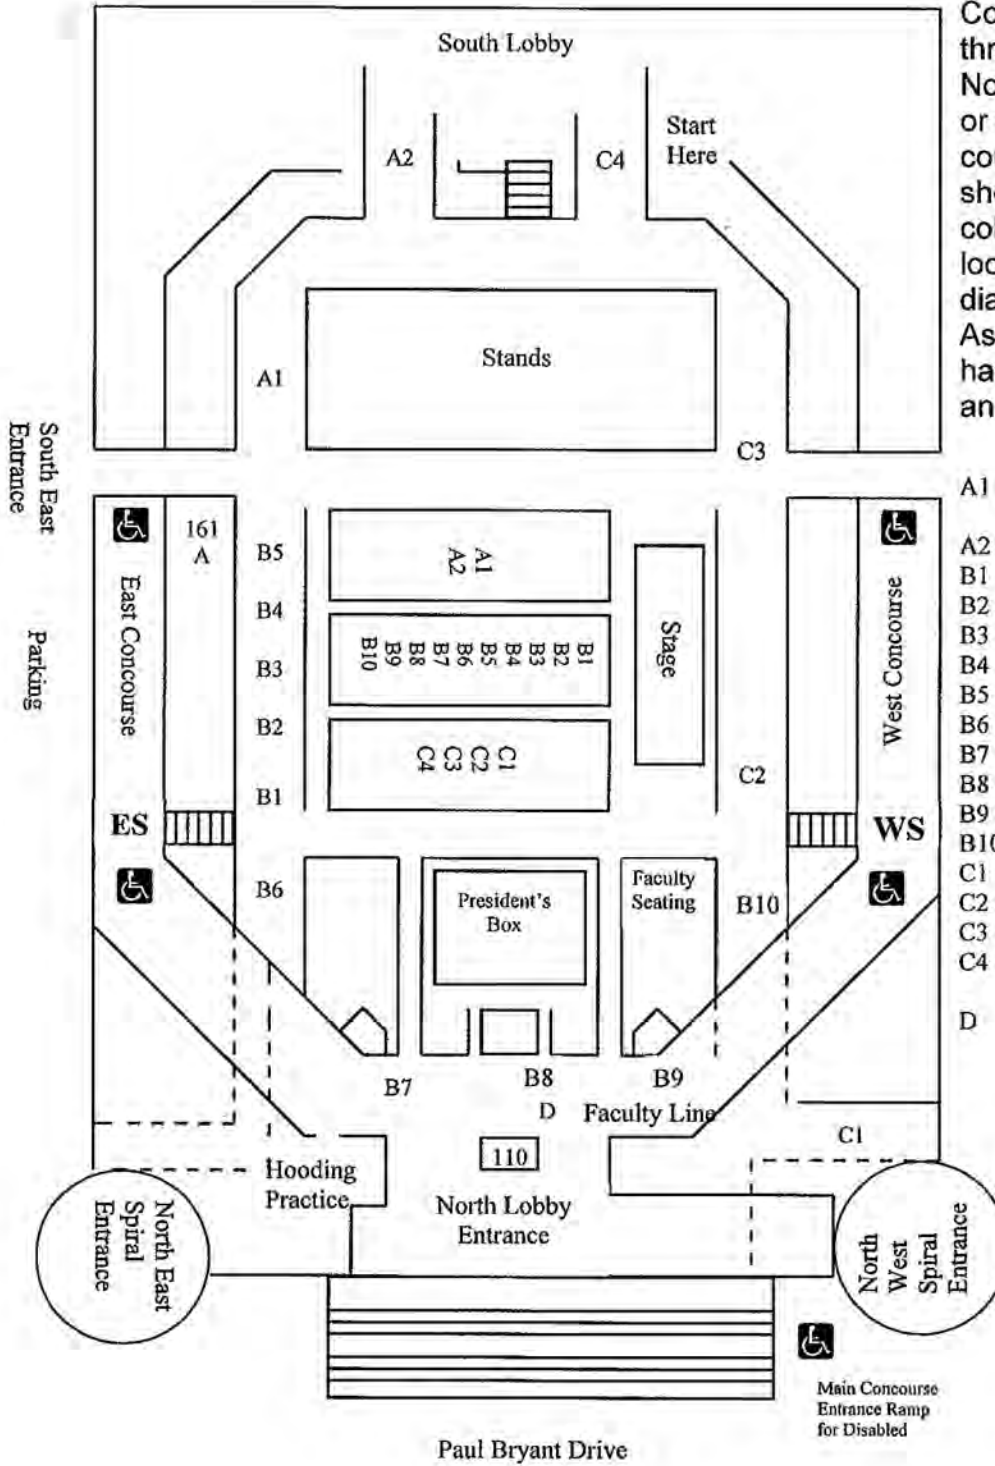 South Lobby
A2
C4
Start
Here
Stands
A1
C3
South East
Entrance
Parking
161
A
East Concourse
B5
B4
B3
B2
B1
ES
B6
A1
A2
B1
B2
B3
B4
B5
B6
B7
B8
B9
B10
C1
C2
C3
C4
Stage
C2
West Concourse
WS
President's
Box
Faculty
Seating
B10
B7
B8
B9
D
Faculty Line
110
C1
Hooding
Practice
North Lobby
Entrance
North East
Spiral
Entrance
North
West
Spiral
Entrance
Main Concourse
Entrance Ramp
for Disabled
Paul Bryant Drive
or
A1
A2
B1
B2
B3
B4
B5
B6
B7
B8
B9
B10
C1
C2
C3
C4
D